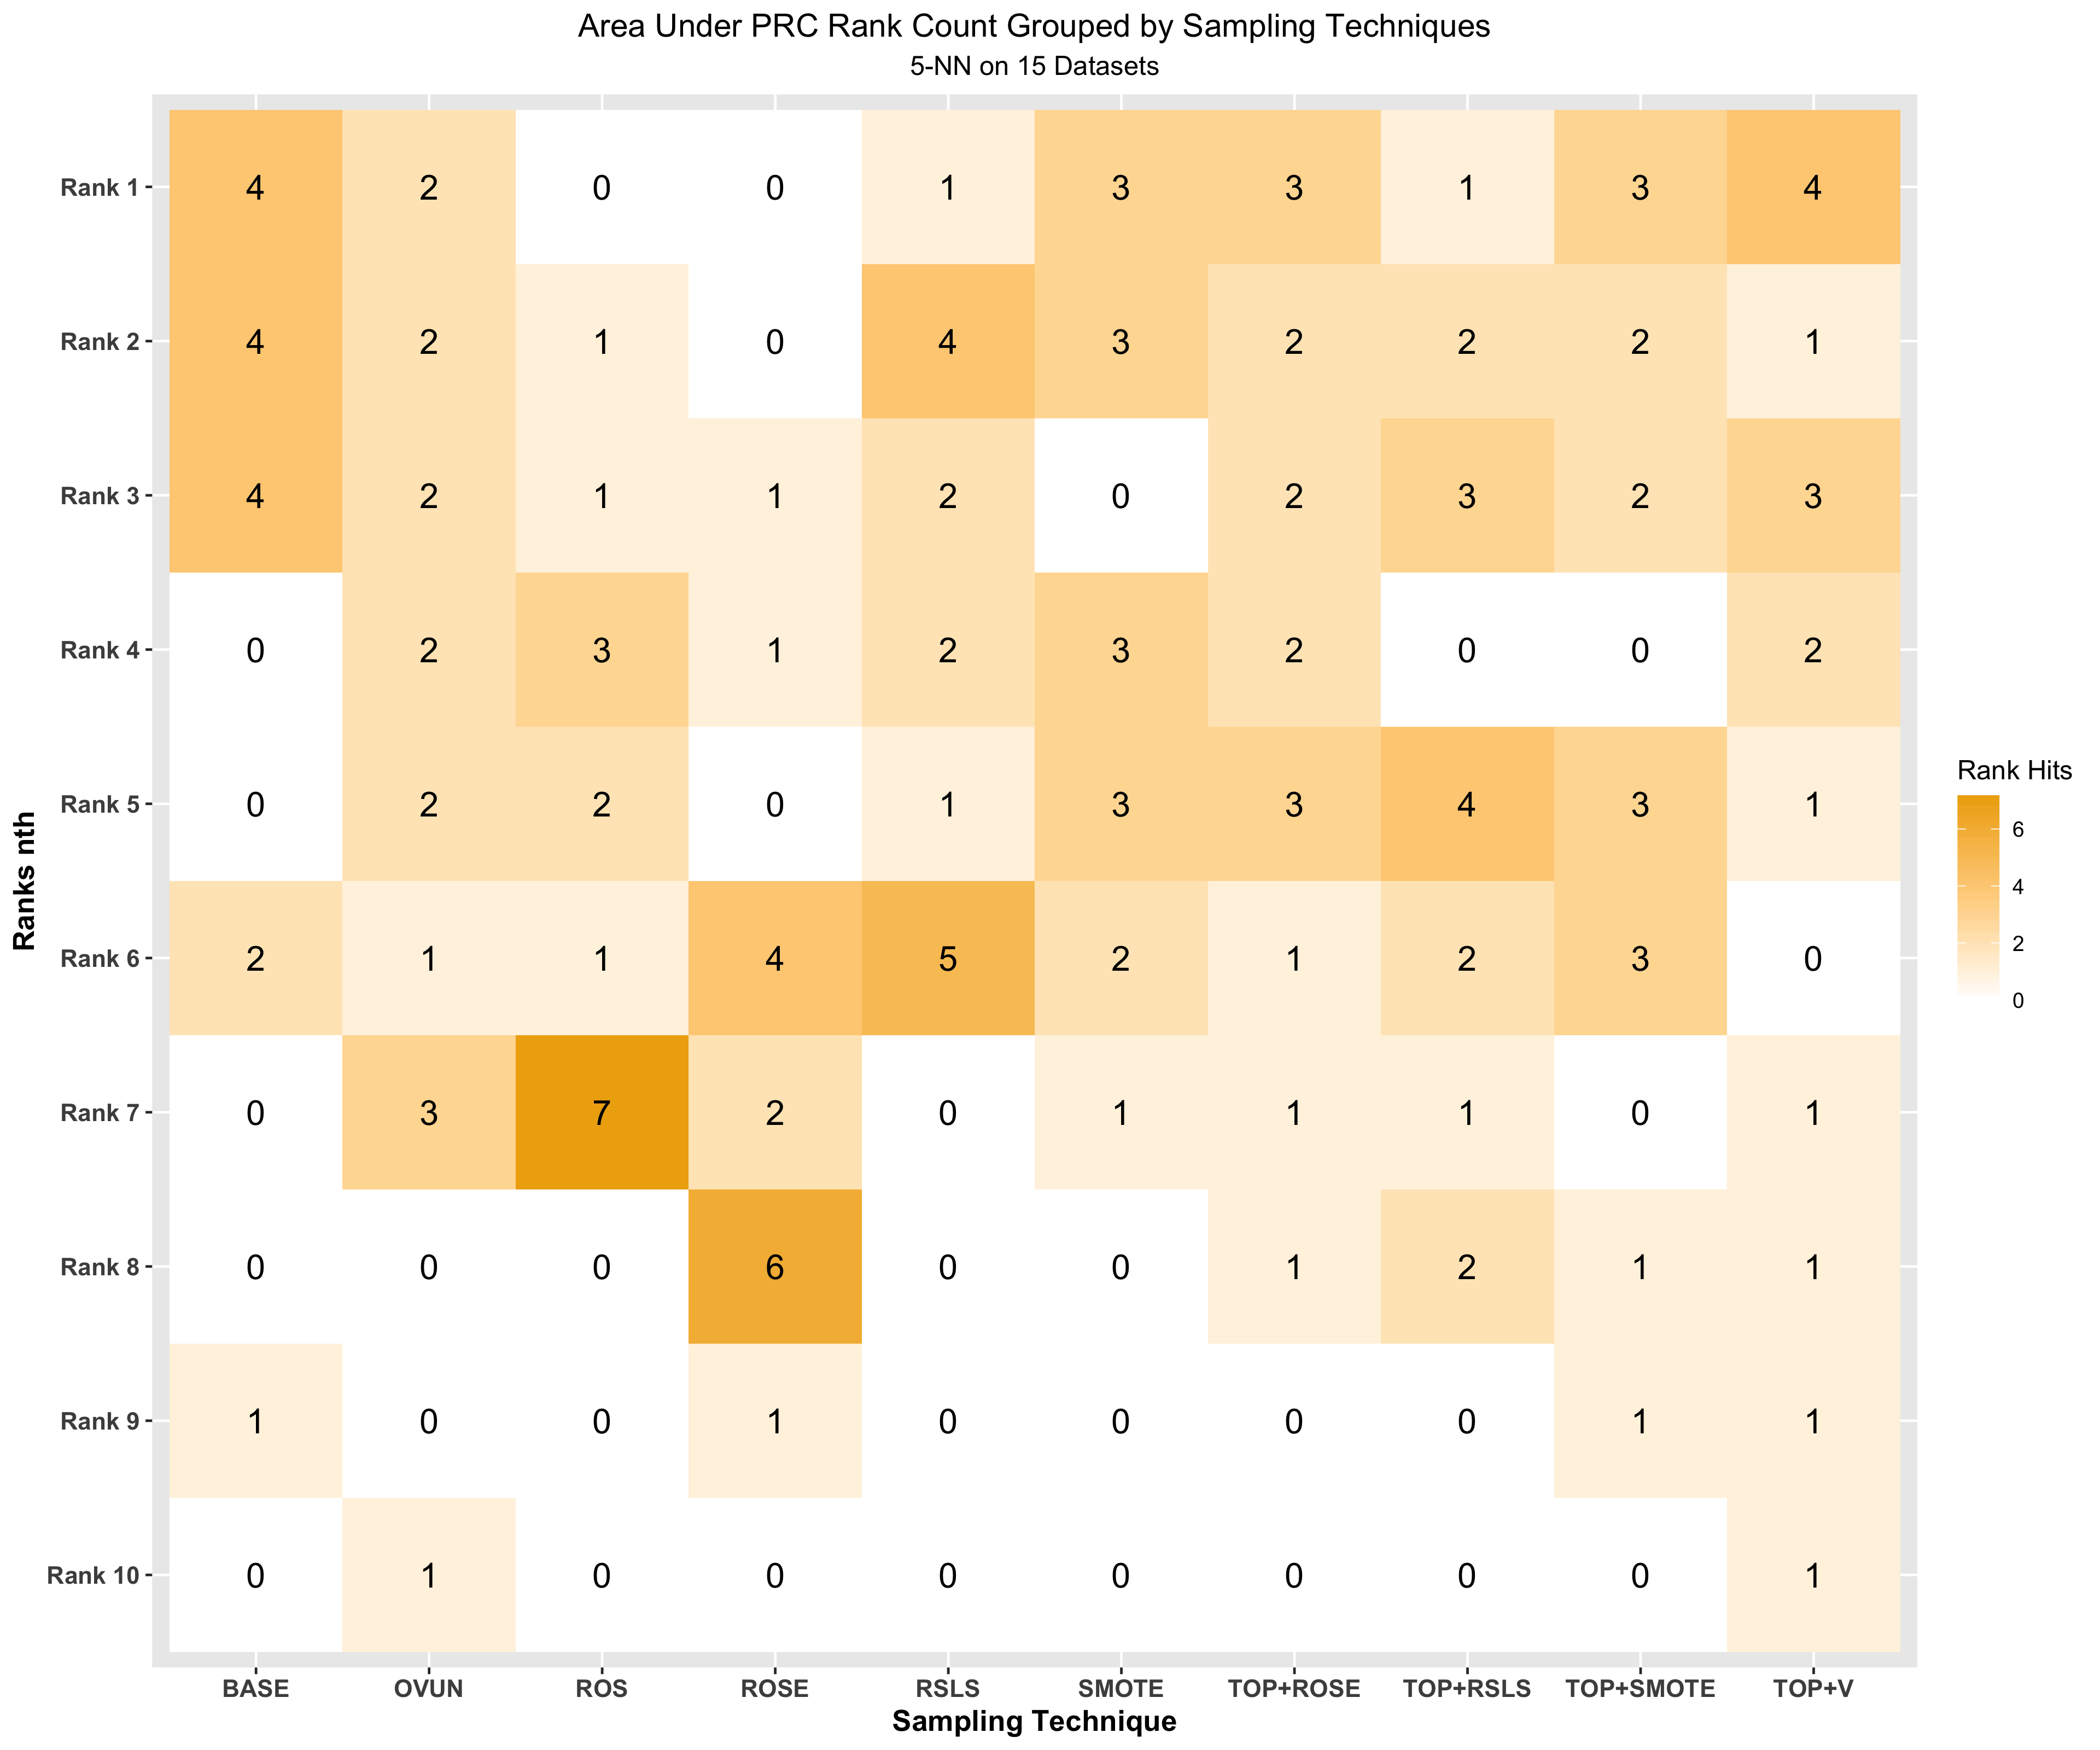 Area Under PRC Rank Count Grouped by Sampling Techniques
5-NN on 15 Datasets
Ranks nth
Rank 1 4 2 0 0 1 3 3 1 3 4
Rank 2 4 2 1 0 4 3 2 2 2 1
Rank 3 4 2 1 1 2 0 2 3 2 3
Rank 4 0 2 3 1 2 3 2 0 0 2
Rank 5 0 2 2 0 1 3 3 4 3 1
Rank 6 2 1 1 4 5 2 1 2 3 0
Rank 7 0 3 7 2 0 1 1 1 0 1
Rank 8 0 0 0 6 0 0 1 2 1 1
Rank 9 1 0 0 1 0 0 0 0 1 1
Rank 10 0 1 0 0 0 0 0 0 0 1
BASE OVUN ROS ROSE RSLS SMOTE TOP+ROSE TOP+RSLS TOP+SMOTE TOP+V
Sampling Technique
Rank Hits
6
4
2
0